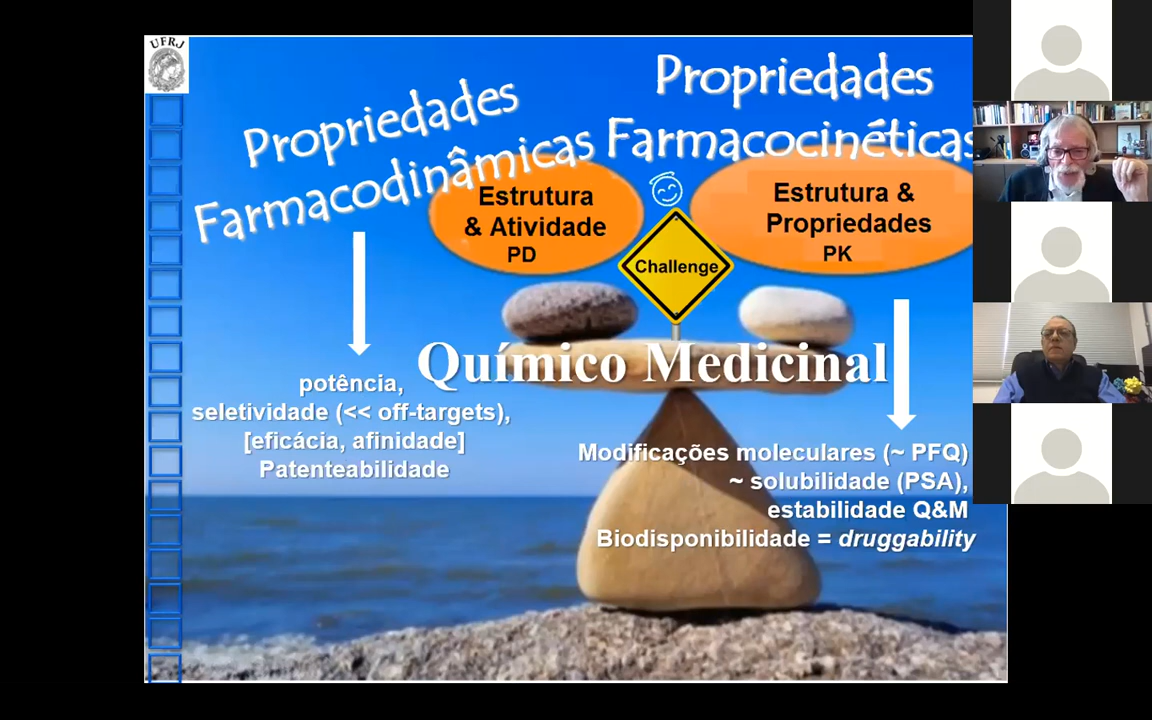 UFRJ
Propriedades
Farmacodinâmicas
Propriedades
Farmacocinéticas
Estrutura
& Atividade
PD
Estrutura &
Propriedades
PK
Challenge
Químico Medicinal
potência,
seletividade (<< off-targets),
[eficácia, afinidade]
Patenteabilidade
Modificações moleculares (~ PFQ)
~ solubilidade (PSA),
estabilidade Q&M
Biodisponibilidade = druggability